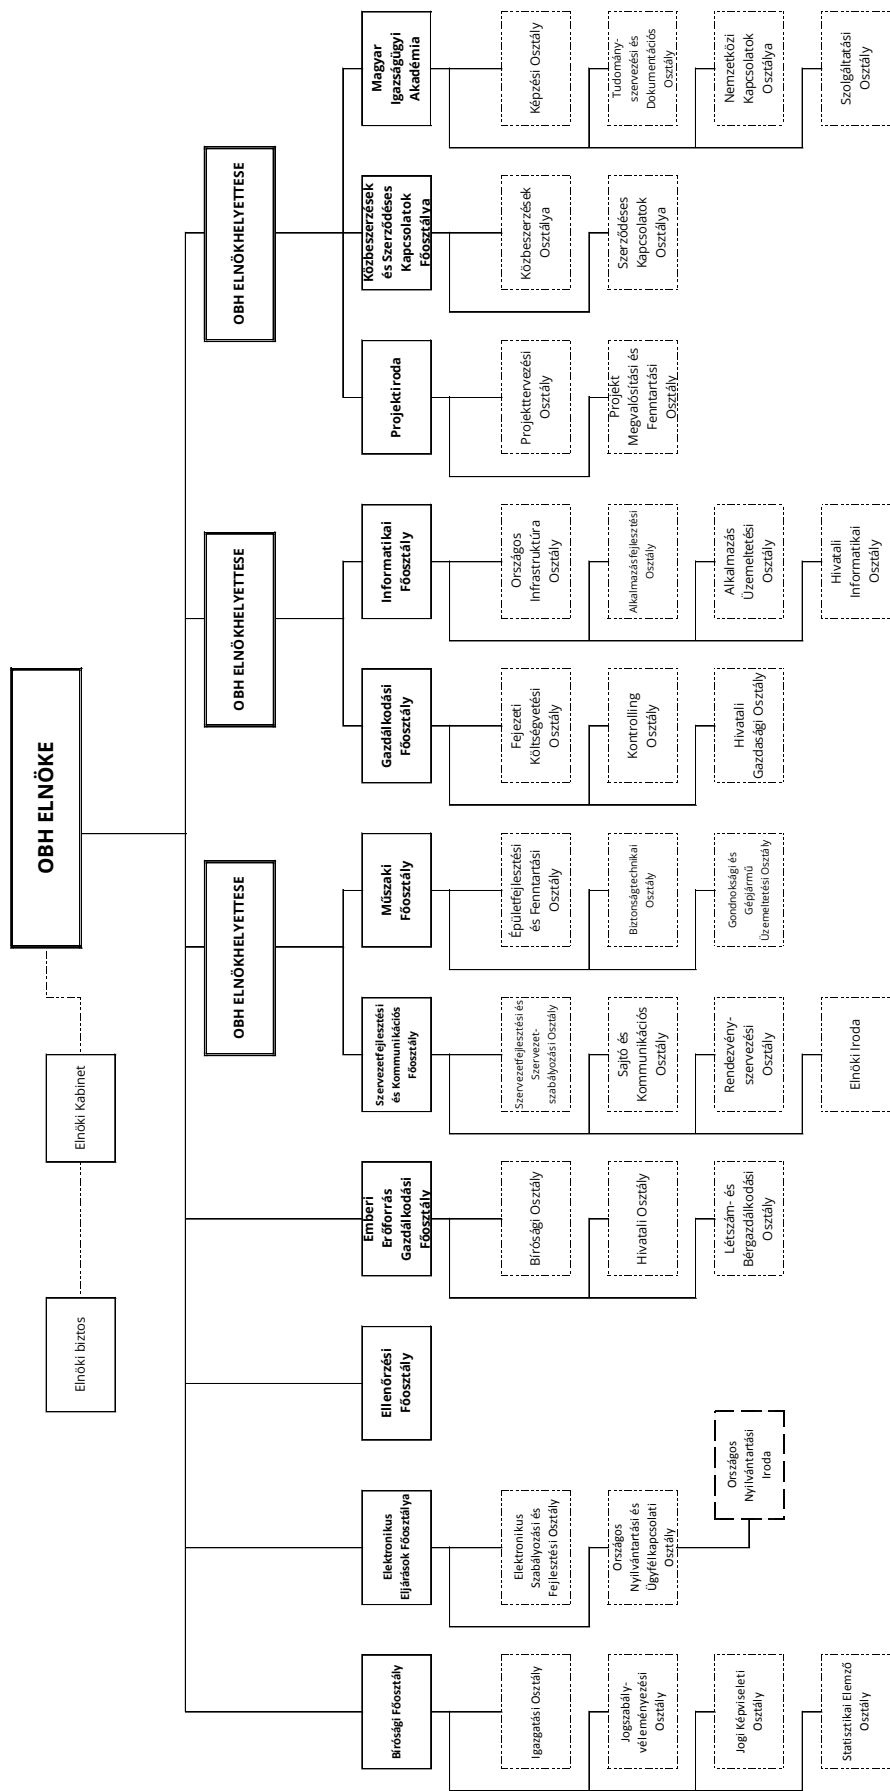 OBH ELNÖKE
Elnöki Kabinet
Elnöki biztos
OBH ELNÖKHELYETTESE
OBH ELNÖKHELYETTESE
OBH ELNÖKHELYETTESE
Bírósági Főosztály
Elektronikus
Eljárások Főosztálya
Ellenőrzési
Főosztály
Emberi
Erőforrás
Gazdálkodási
Főosztály
Szervezetfejlesztési
és Kommunikációs
Főosztály
Műszaki
Főosztály
Gazdálkodási
Főosztály
Informatikai
Főosztály
Projektiroda
Közbeszerzések
és Szerződéses
Kapcsolatok
Főosztálya
Magyar
Igazságügyi
Akadémia
Igazgatási Osztály
Elektronikus
Szabályozási és
Fejlesztési Osztály
Bírósági Osztály
Szervezetfejlesztési és
Szervezet-
szabályozási Osztály
Épületfejlesztési
és Fenntartási
Osztály
Fejezeti
Költségvetési
Osztály
Országos
Infrastruktúra
Osztály
Projekttervezési
Osztály
Közbeszerzések
Osztálya
Képzési Osztály
Jogszabály-
véleményezési
Osztály
Országos
Nyilvántartási és
Ügyfélkapcsolati
Osztály
Hivatali Osztály
Sajtó és
Kommunikációs
Osztály
Biztonságtechnikai
Osztály
Kontrolling
Osztály
Alkalmazásfejlesztési
Osztály
Projekt
Megvalósítási és
Fenntartási
Osztály
Szerződéses
Kapcsolatok
Osztálya
Tudomány-
szervezési és
Dokumentációs
Osztály
Jogi Képviseleti
Osztály
Országos
Nyilvántartási
Iroda
Létszám- és
Bérgazdálkodási
Osztály
Rendezvény-
szervezési
Osztály
Gondnoksági és
Gépjármű
Üzemeltetési Osztály
Hivatali
Gazdasági Osztály
Alkalmazás
Üzemeltetési
Osztály
Nemzetközi
Kapcsolatok
Osztálya
Statisztikai Elemző
Osztály
Elnöki Iroda
Hivatali
Informatikai
Osztály
Szolgáltatási
Osztály